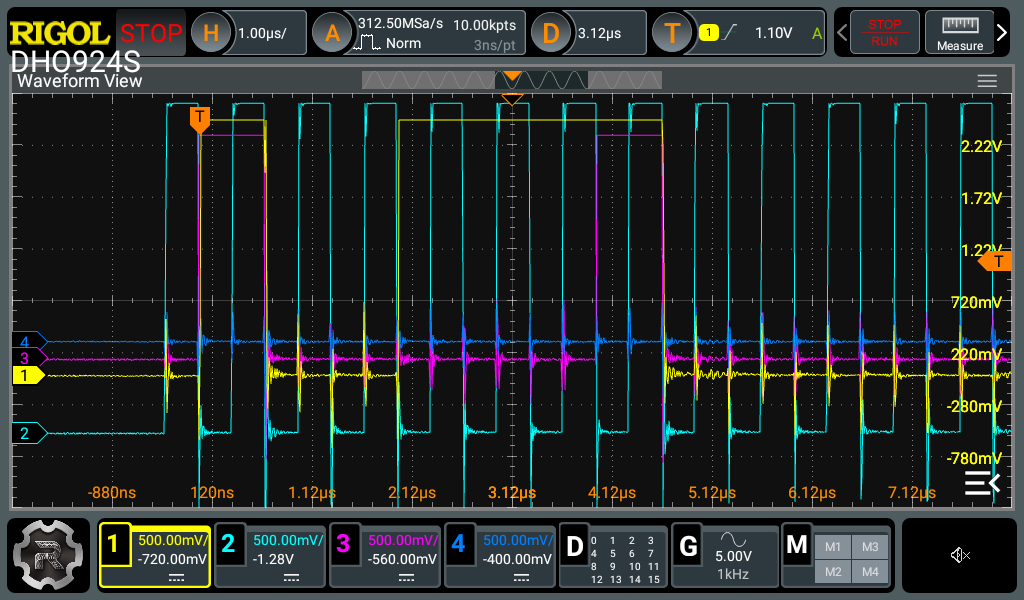 RIGOL STOP H 1.00μs/ A 312.50MSa/s 10.00kpts D 3.12μs T 1 1.10V A STOP
Norm 3ns/pt RUN Measure
DHO924S
Waveform View
T
2.22V
1.72V
1.22V
T
720mV
4
3 220mV
1
-280mV
2
-780mV
-880ns 120ns 1.12μs 2.12μs 3.12μs 4.12μs 5.12μs 6.12μs 7.12μs
1 500.00mV/ 2 500.00mV/ 3 500.00mV/ 4 500.00mV/ D 0 1 2 3 G M M1 M3
-720.00mV -1.28V -560.00mV -400.00mV 4 5 6 7 5.00V M2 M4
8 9 10 11 1kHz
12 13 14 15
R